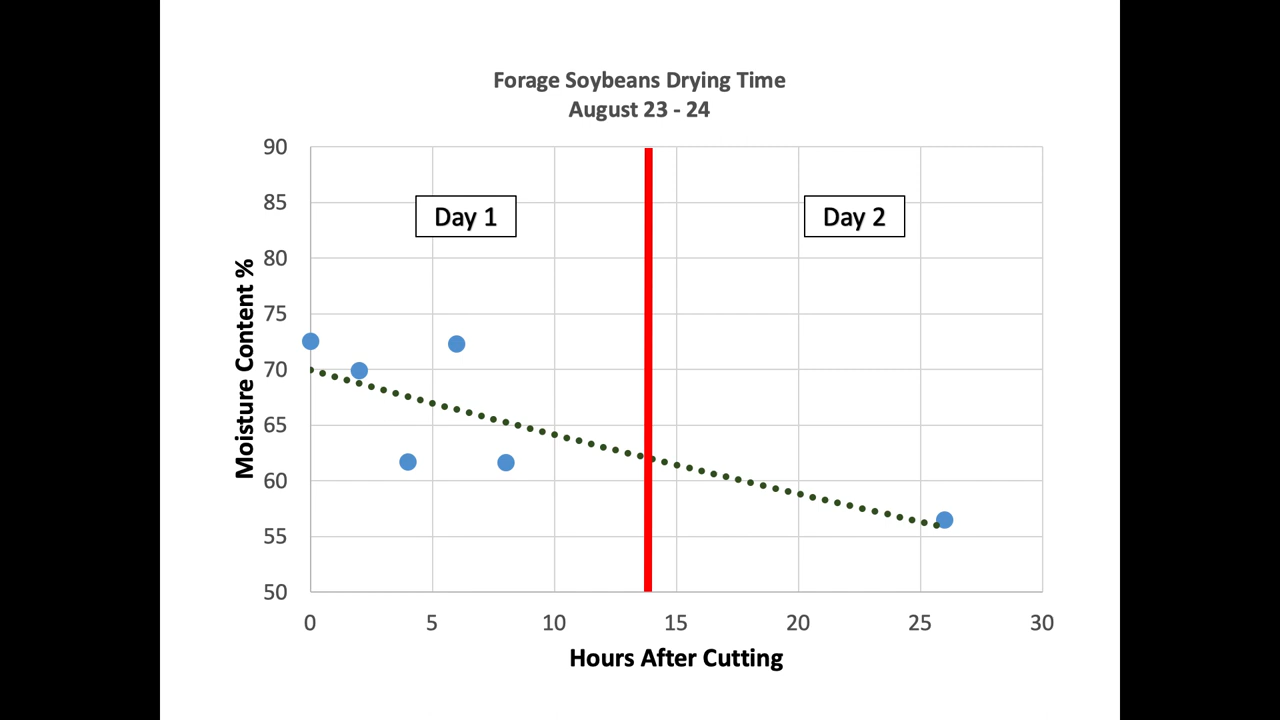 Forage Soybeans Drying Time
August 23 - 24
90
85
80
75
70
65
60
55
50
Moisture Content %
Day 1
Day 2
0 5 10 15 20 25 30
Hours After Cutting